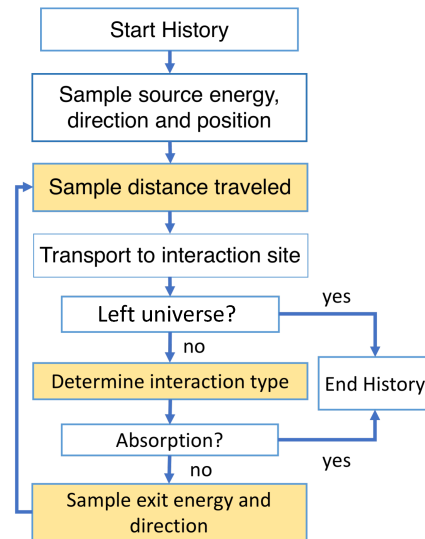 Start History
Sample source energy,
direction and position
Sample distance traveled
Transport to interaction site
Left universe?
yes
no
Determine interaction type
End History
Absorption?
yes
no
Sample exit energy and
direction